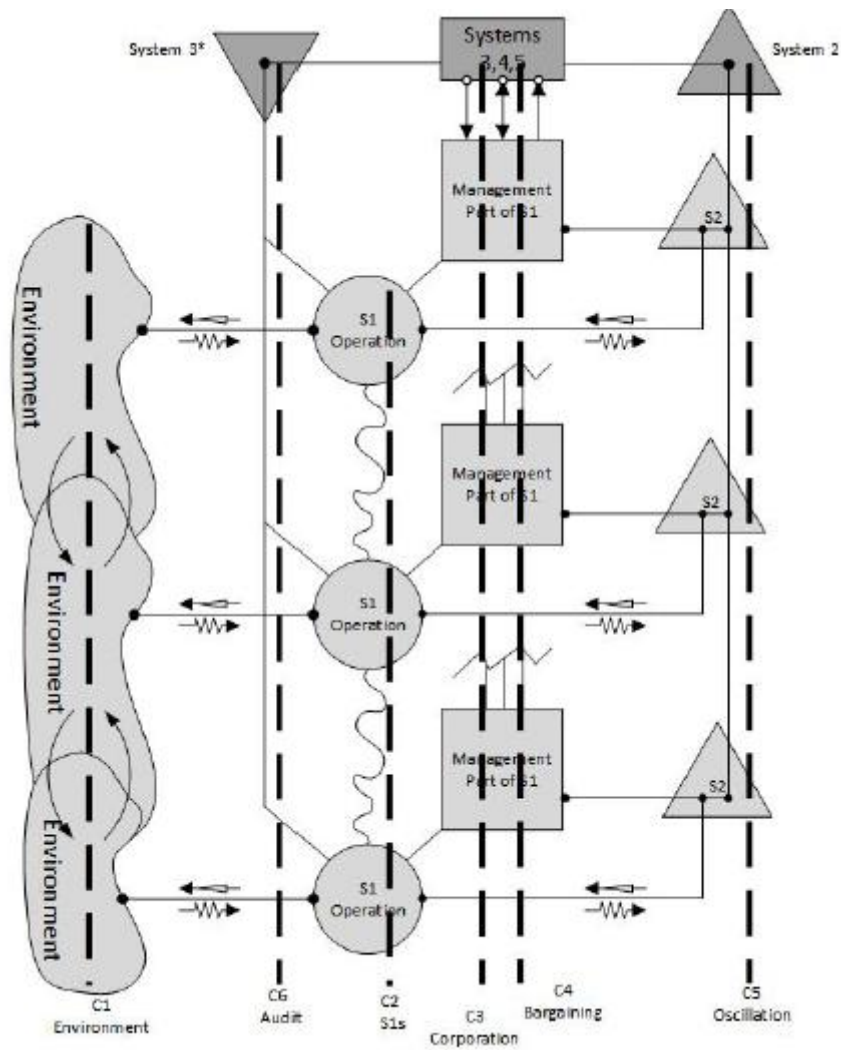 System 3*
Systems
3,4,5
System 2
Management
Part of S1
S2
Environment
S1
Operation
Management
Part of S1
S2
Environment
S1
Operation
Management
Part of S1
S2
Environment
S1
Operation
C1
Environment
C6
Audit
C2
S1s
C3
Corporation
C4
Bargaining
C5
Oscillation